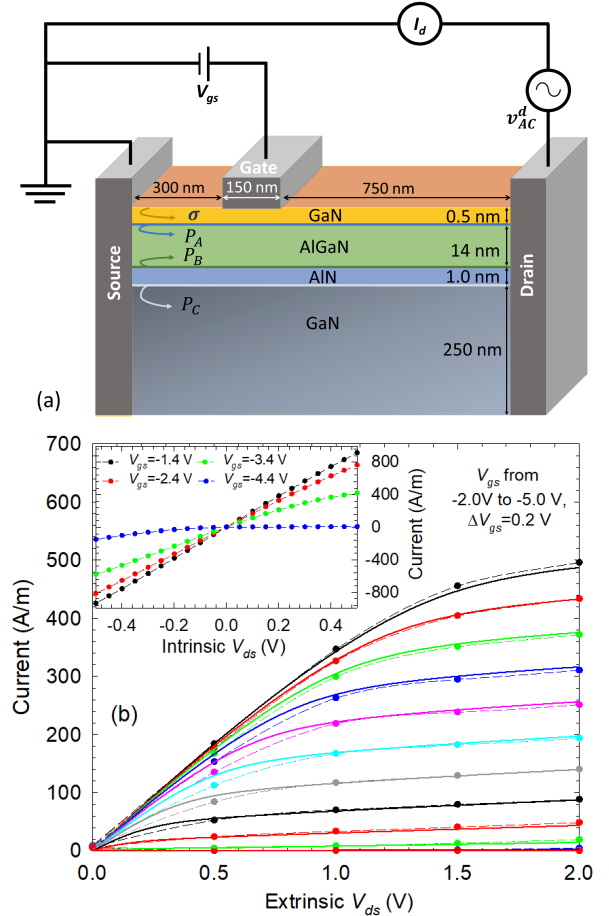 I_d
V_gs
v^d_AC
Gate
300 nm
150 nm
750 nm
σ
GaN
0.5 nm
P_A
AlGaN
14 nm
P_B
AlN
1.0 nm
P_C
GaN
250 nm
Source
Drain
(a)
700
600
500
400
300
200
100
0
Current (A/m)
V_gs=-1.4 V
V_gs=-3.4 V
V_gs=-2.4 V
V_gs=-4.4 V
800
400
0
-400
-800
Current (A/m)
-0.4 -0.2 0.0 0.2 0.4
Intrinsic V_ds (V)
V_gs from
-2.0V to -5.0 V,
ΔV_gs=0.2 V
(b)
0.0 0.5 1.0 1.5 2.0
Extrinsic V_ds (V)